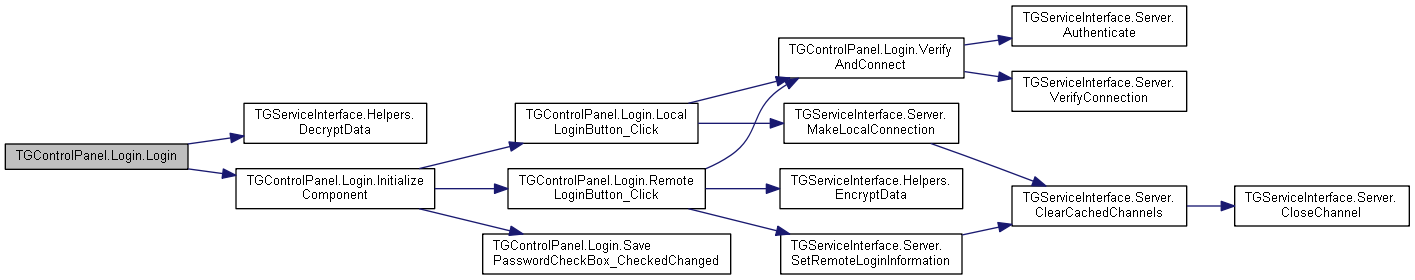 TGControlPanel.Login.Login
TGServiceInterface.Helpers.
DecryptData
TGControlPanel.Login.Initialize
Component
TGControlPanel.Login.Local
LoginButton_Click
TGControlPanel.Login.Remote
LoginButton_Click
TGControlPanel.Login.Save
PasswordCheckBox_CheckedChanged
TGControlPanel.Login.Verify
AndConnect
TGServiceInterface.Server.
MakeLocalConnection
TGServiceInterface.Helpers.
EncryptData
TGServiceInterface.Server.
SetRemoteLoginInformation
TGServiceInterface.Server.
Authenticate
TGServiceInterface.Server.
VerifyConnection
TGServiceInterface.Server.
ClearCachedChannels
TGServiceInterface.Server.
CloseChannel